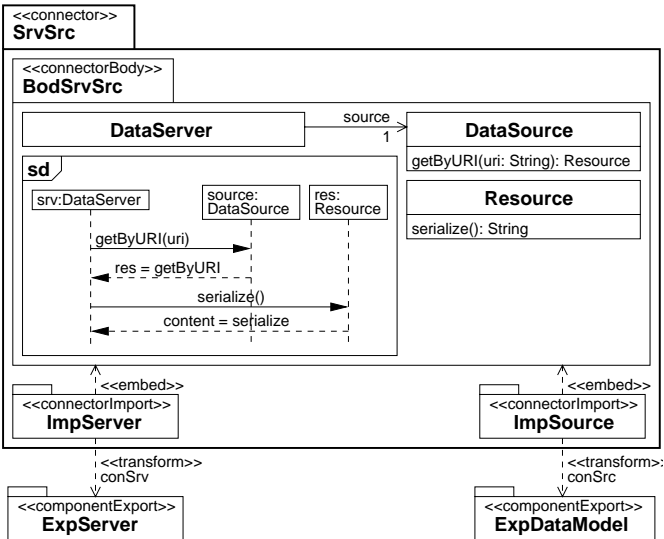 <<connector>>
SrvSrc
<<connectorBody>>
BodSrvSrc
DataServer
source
1
DataSource
getByURI(uri: String): Resource
Resource
serialize(): String
sd
srv:DataServer
source:
DataSource
res:
Resource
getByURI(uri)
res = getByURI
serialize()
content = serialize
<<embed>>
<<embed>>
<<connectorImport>>
ImpServer
<<connectorImport>>
ImpSource
<<transform>>
conSrv
<<transform>>
conSrc
<<componentExport>>
ExpServer
<<componentExport>>
ExpDataModel